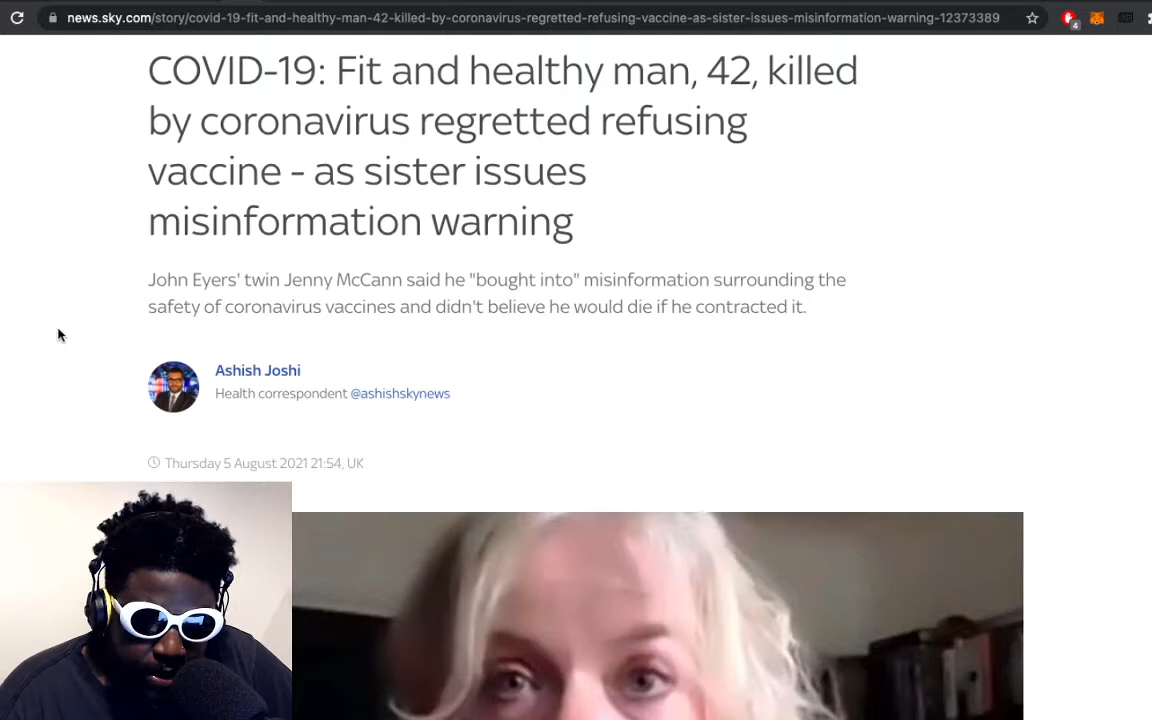 news.sky.com/story/covid-19-fit-and-healthy-man-42-killed-by-coronavirus-regretted-refusing-vaccine-as-sister-issues-misinformation-warning-12373389
4
COVID-19: Fit and healthy man, 42, killed
by coronavirus regretted refusing
vaccine - as sister issues
misinformation warning
John Eyers' twin Jenny McCann said he "bought into" misinformation surrounding the
safety of coronavirus vaccines and didn't believe he would die if he contracted it.
Ashish Joshi
Health correspondent @ashishskynews
Thursday 5 August 2021 21:54, UK